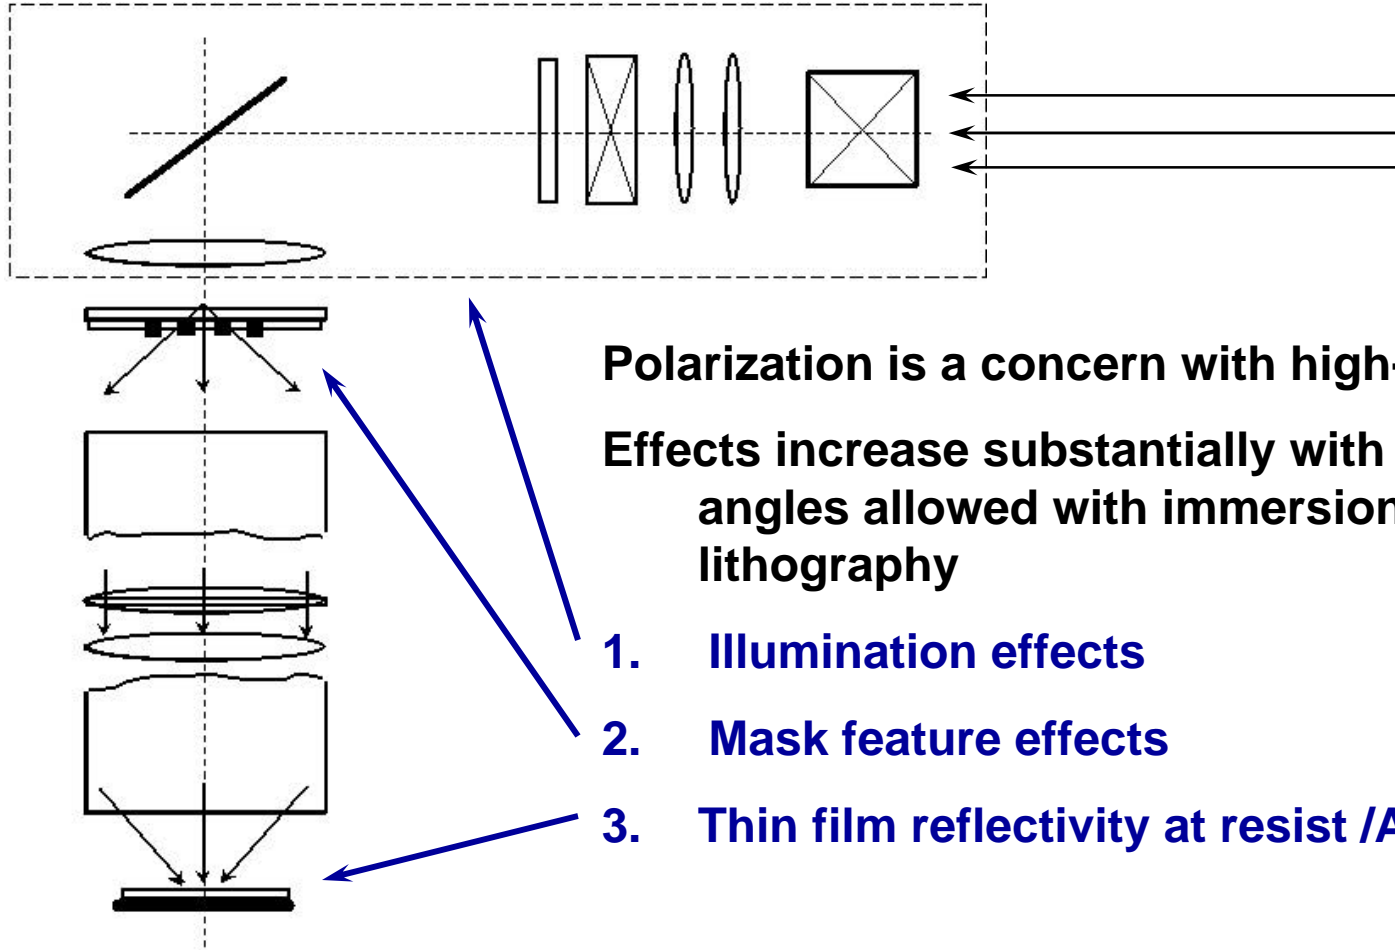 Polarization is a concern with high-
Effects increase substantially with
angles allowed with immersion
lithography
1. Illumination effects
2. Mask feature effects
3. Thin film reflectivity at resist /A